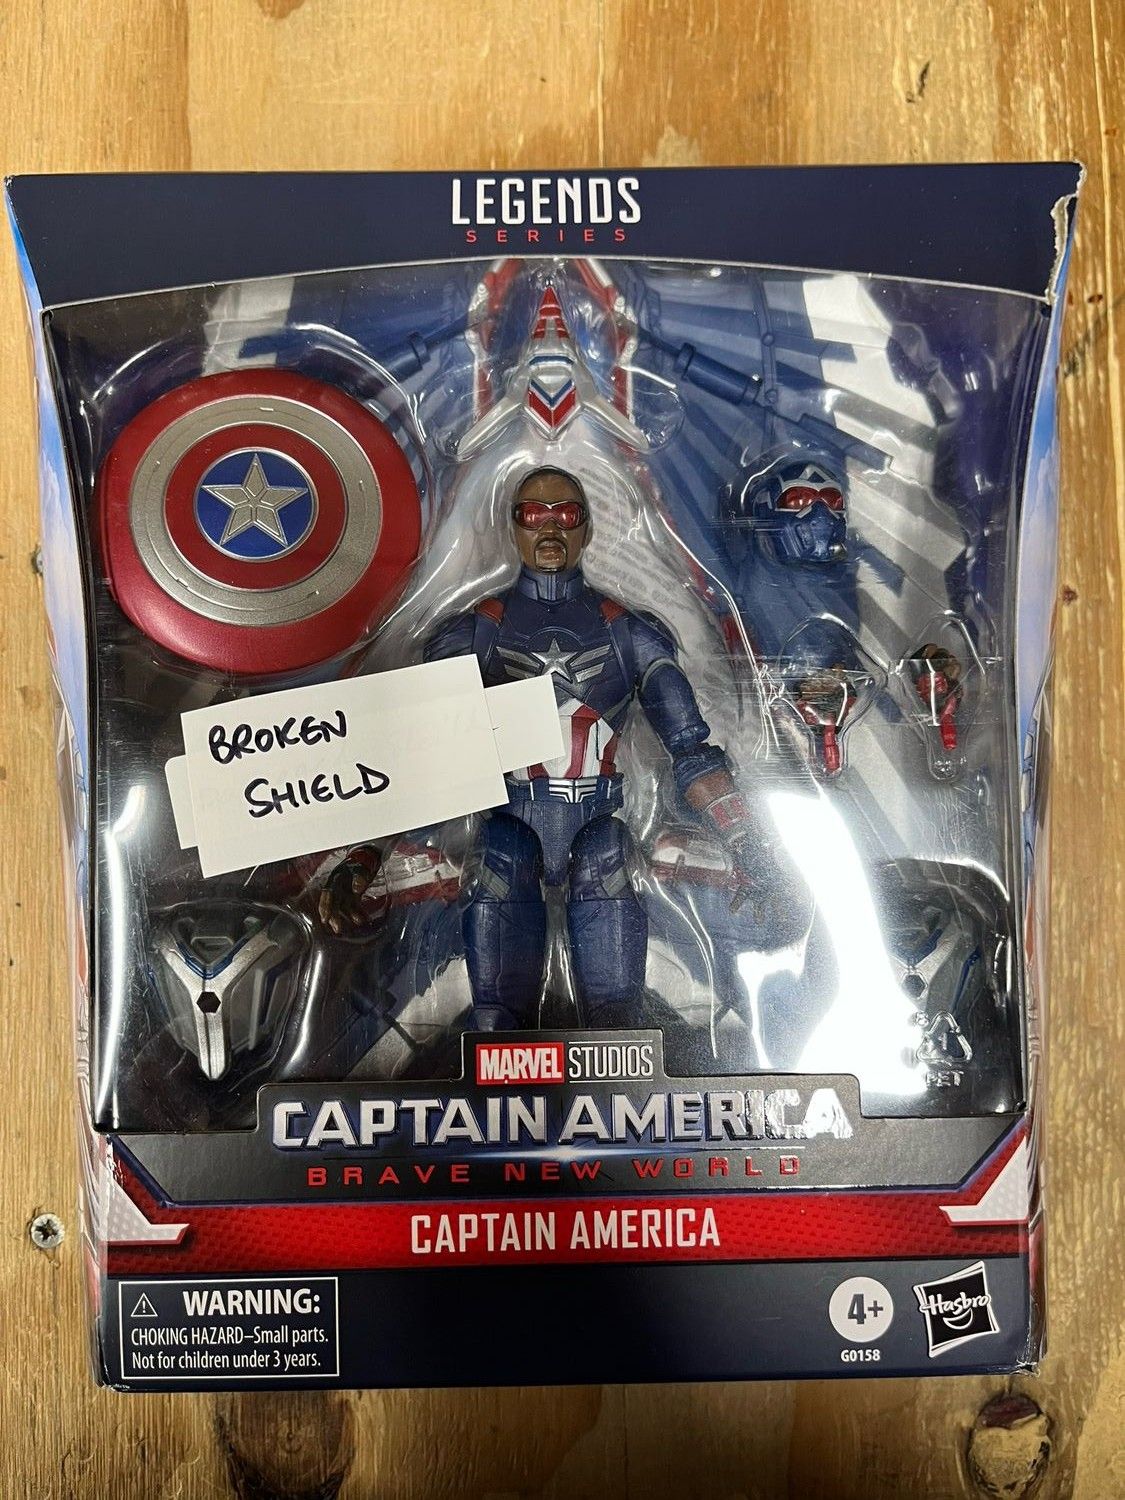 LEGENDS
SERIES
BROKEN
SHIELD
PET
MARVEL STUDIOS
CAPTAIN AMERICA
BRAVE NEW WORLD
CAPTAIN AMERICA
WARNING:
CHOKING HAZARD–Small parts.
Not for children under 3 years.
4+
G0158
Hasbro